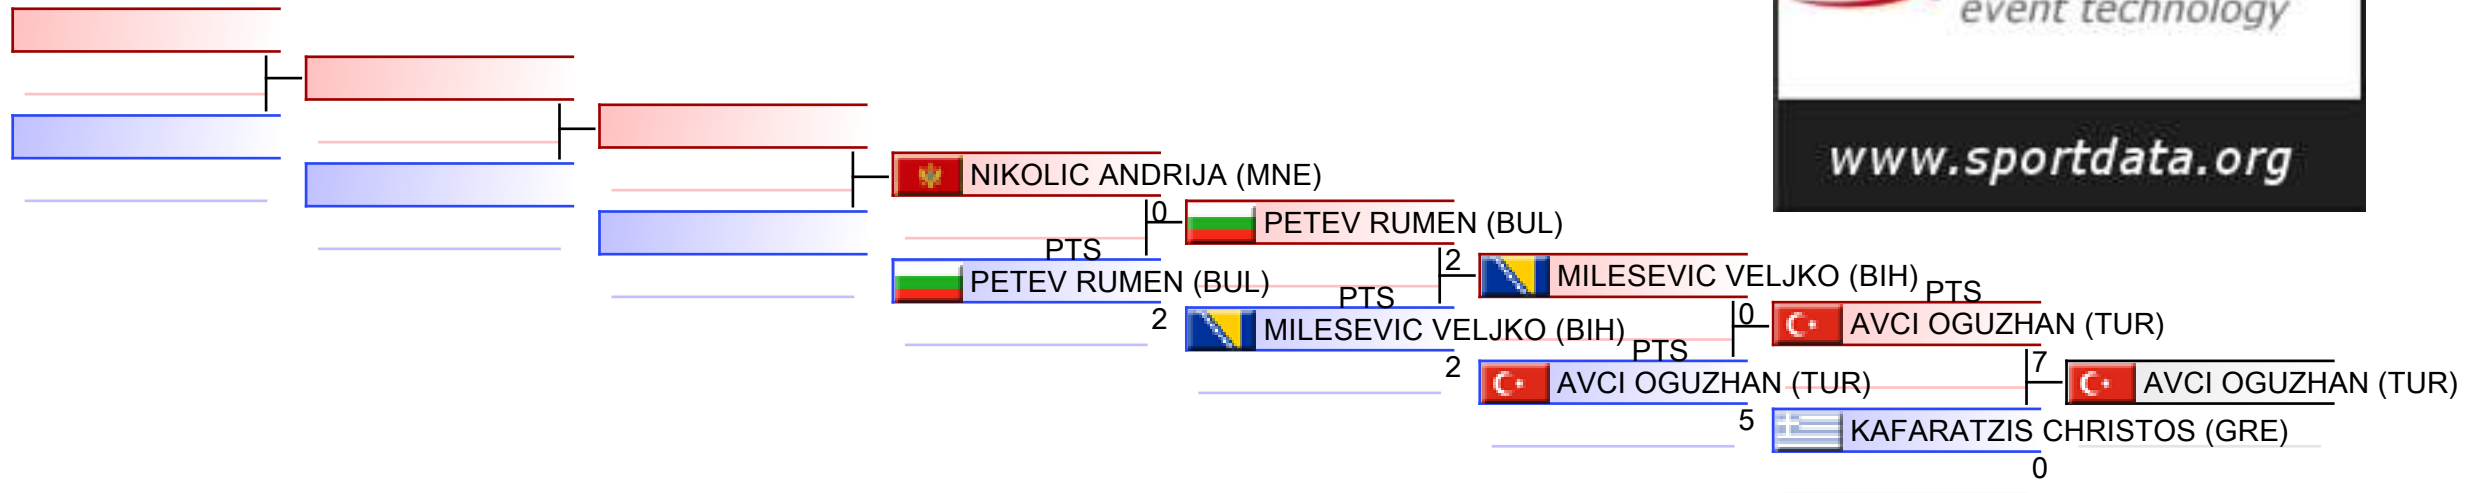 event technology
www.sportdata.org
NIKOLIC ANDRIJA (MNE)
0
PTS
PETEV RUMEN (BUL)
2
PETEV RUMEN (BUL)
2
PTS
MILESEVIC VELJKO (BIH)
2
MILESEVIC VELJKO (BIH)
0
PTS
AVCI OGUZHAN (TUR)
5
PTS
AVCI OGUZHAN (TUR)
7
KAFARATZIS CHRISTOS (GRE)
0
AVCI OGUZHAN (TUR)